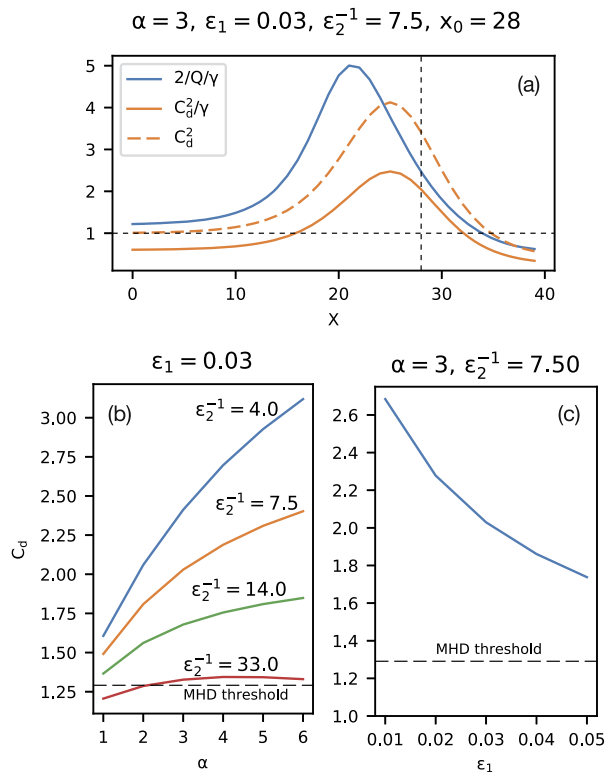 α = 3, ε₁ = 0.03, ε₂⁻¹ = 7.5, x₀ = 28
(a)
2/Q/γ
C_d²/γ
C_d²
5
4
3
2
1
0 10 20 30 40
X
ε₁ = 0.03
(b)
ε₂⁻¹ = 4.0
ε₂⁻¹ = 7.5
ε₂⁻¹ = 14.0
ε₂⁻¹ = 33.0
MHD threshold
3.00
2.75
2.50
2.25
2.00
1.75
1.50
1.25
C_d
1 2 3 4 5 6
α
α = 3, ε₂⁻¹ = 7.50
(c)
2.6
2.4
2.2
2.0
1.8
1.6
1.4
1.2
1.0
MHD threshold
0.01 0.02 0.03 0.04 0.05
ε₁